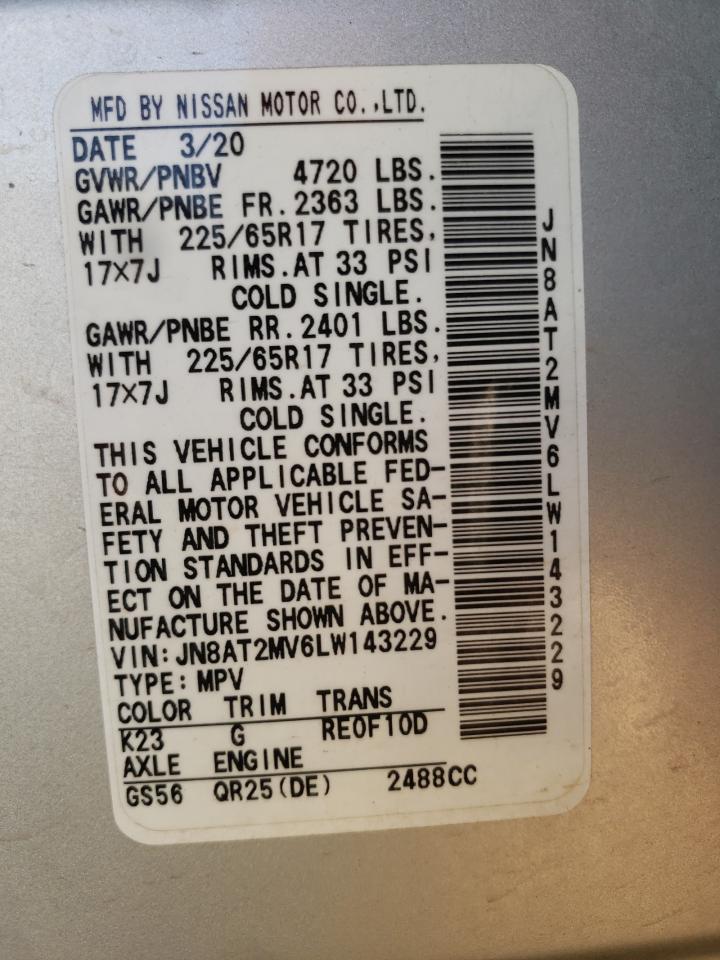 MFD BY NISSAN MOTOR CO.,LTD.
DATE 3/20
GVWR/PNBV 4720 LBS.
GAWR/PNBE FR.2363 LBS.
WITH 225/65R17 TIRES,
17×7J RIMS.AT 33 PSI
COLD SINGLE.
GAWR/PNBE RR.2401 LBS.
WITH 225/65R17 TIRES,
17×7J RIMS.AT 33 PSI
COLD SINGLE.
THIS VEHICLE CONFORMS
TO ALL APPLICABLE FED-
ERAL MOTOR VEHICLE SA-
FETY AND THEFT PREVEN-
TION STANDARDS IN EFF-
ECT ON THE DATE OF MA-
NUFACTURE SHOWN ABOVE.
VIN:JN8AT2MV6LW143229
TYPE:MPV
COLOR TRIM TRANS
K23 G RE0F10D
AXLE ENGINE
GS56 QR25(DE) 2488CC
JN8AT2MV6LW143229